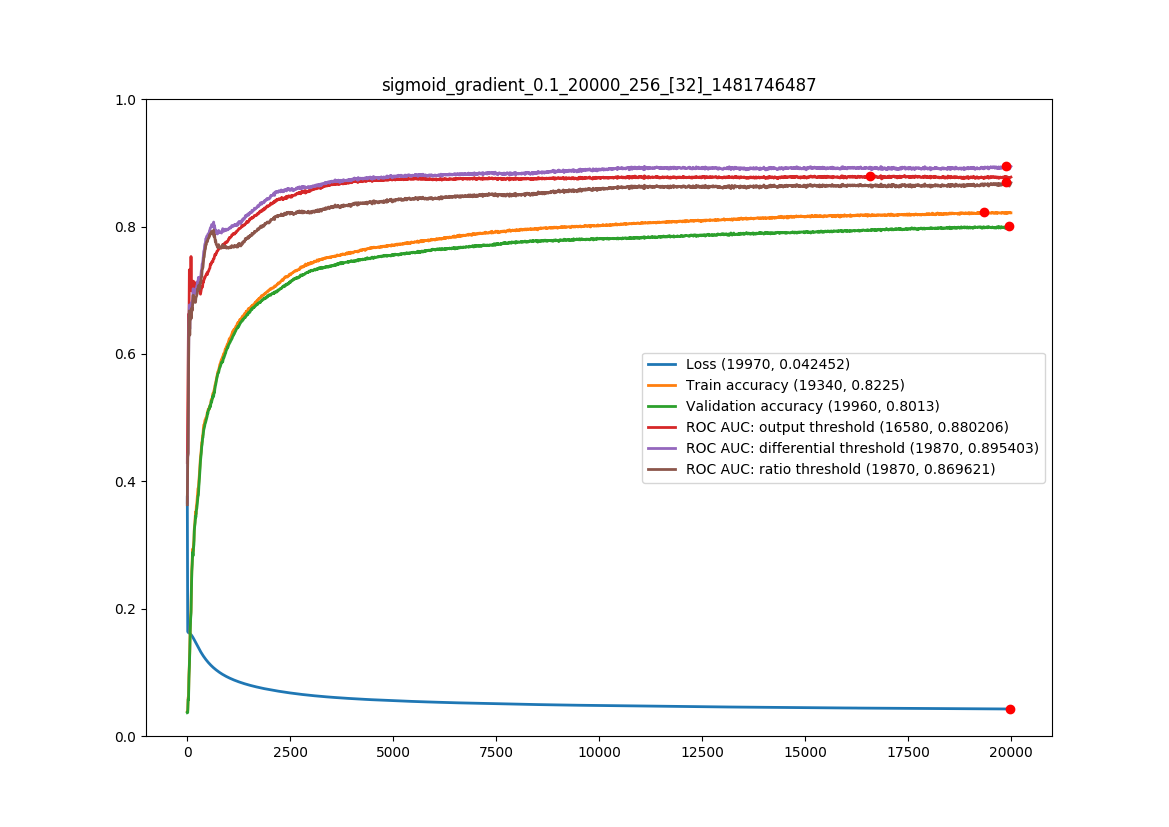 sigmoid_gradient_0.1_20000_256_[32]_1481746487
1.0
0.8
0.6
0.4
0.2
0.0
Loss (19970, 0.042452)
Train accuracy (19340, 0.8225)
Validation accuracy (19960, 0.8013)
ROC AUC: output threshold (16580, 0.880206)
ROC AUC: differential threshold (19870, 0.895403)
ROC AUC: ratio threshold (19870, 0.869621)
0 2500 5000 7500 10000 12500 15000 17500 20000